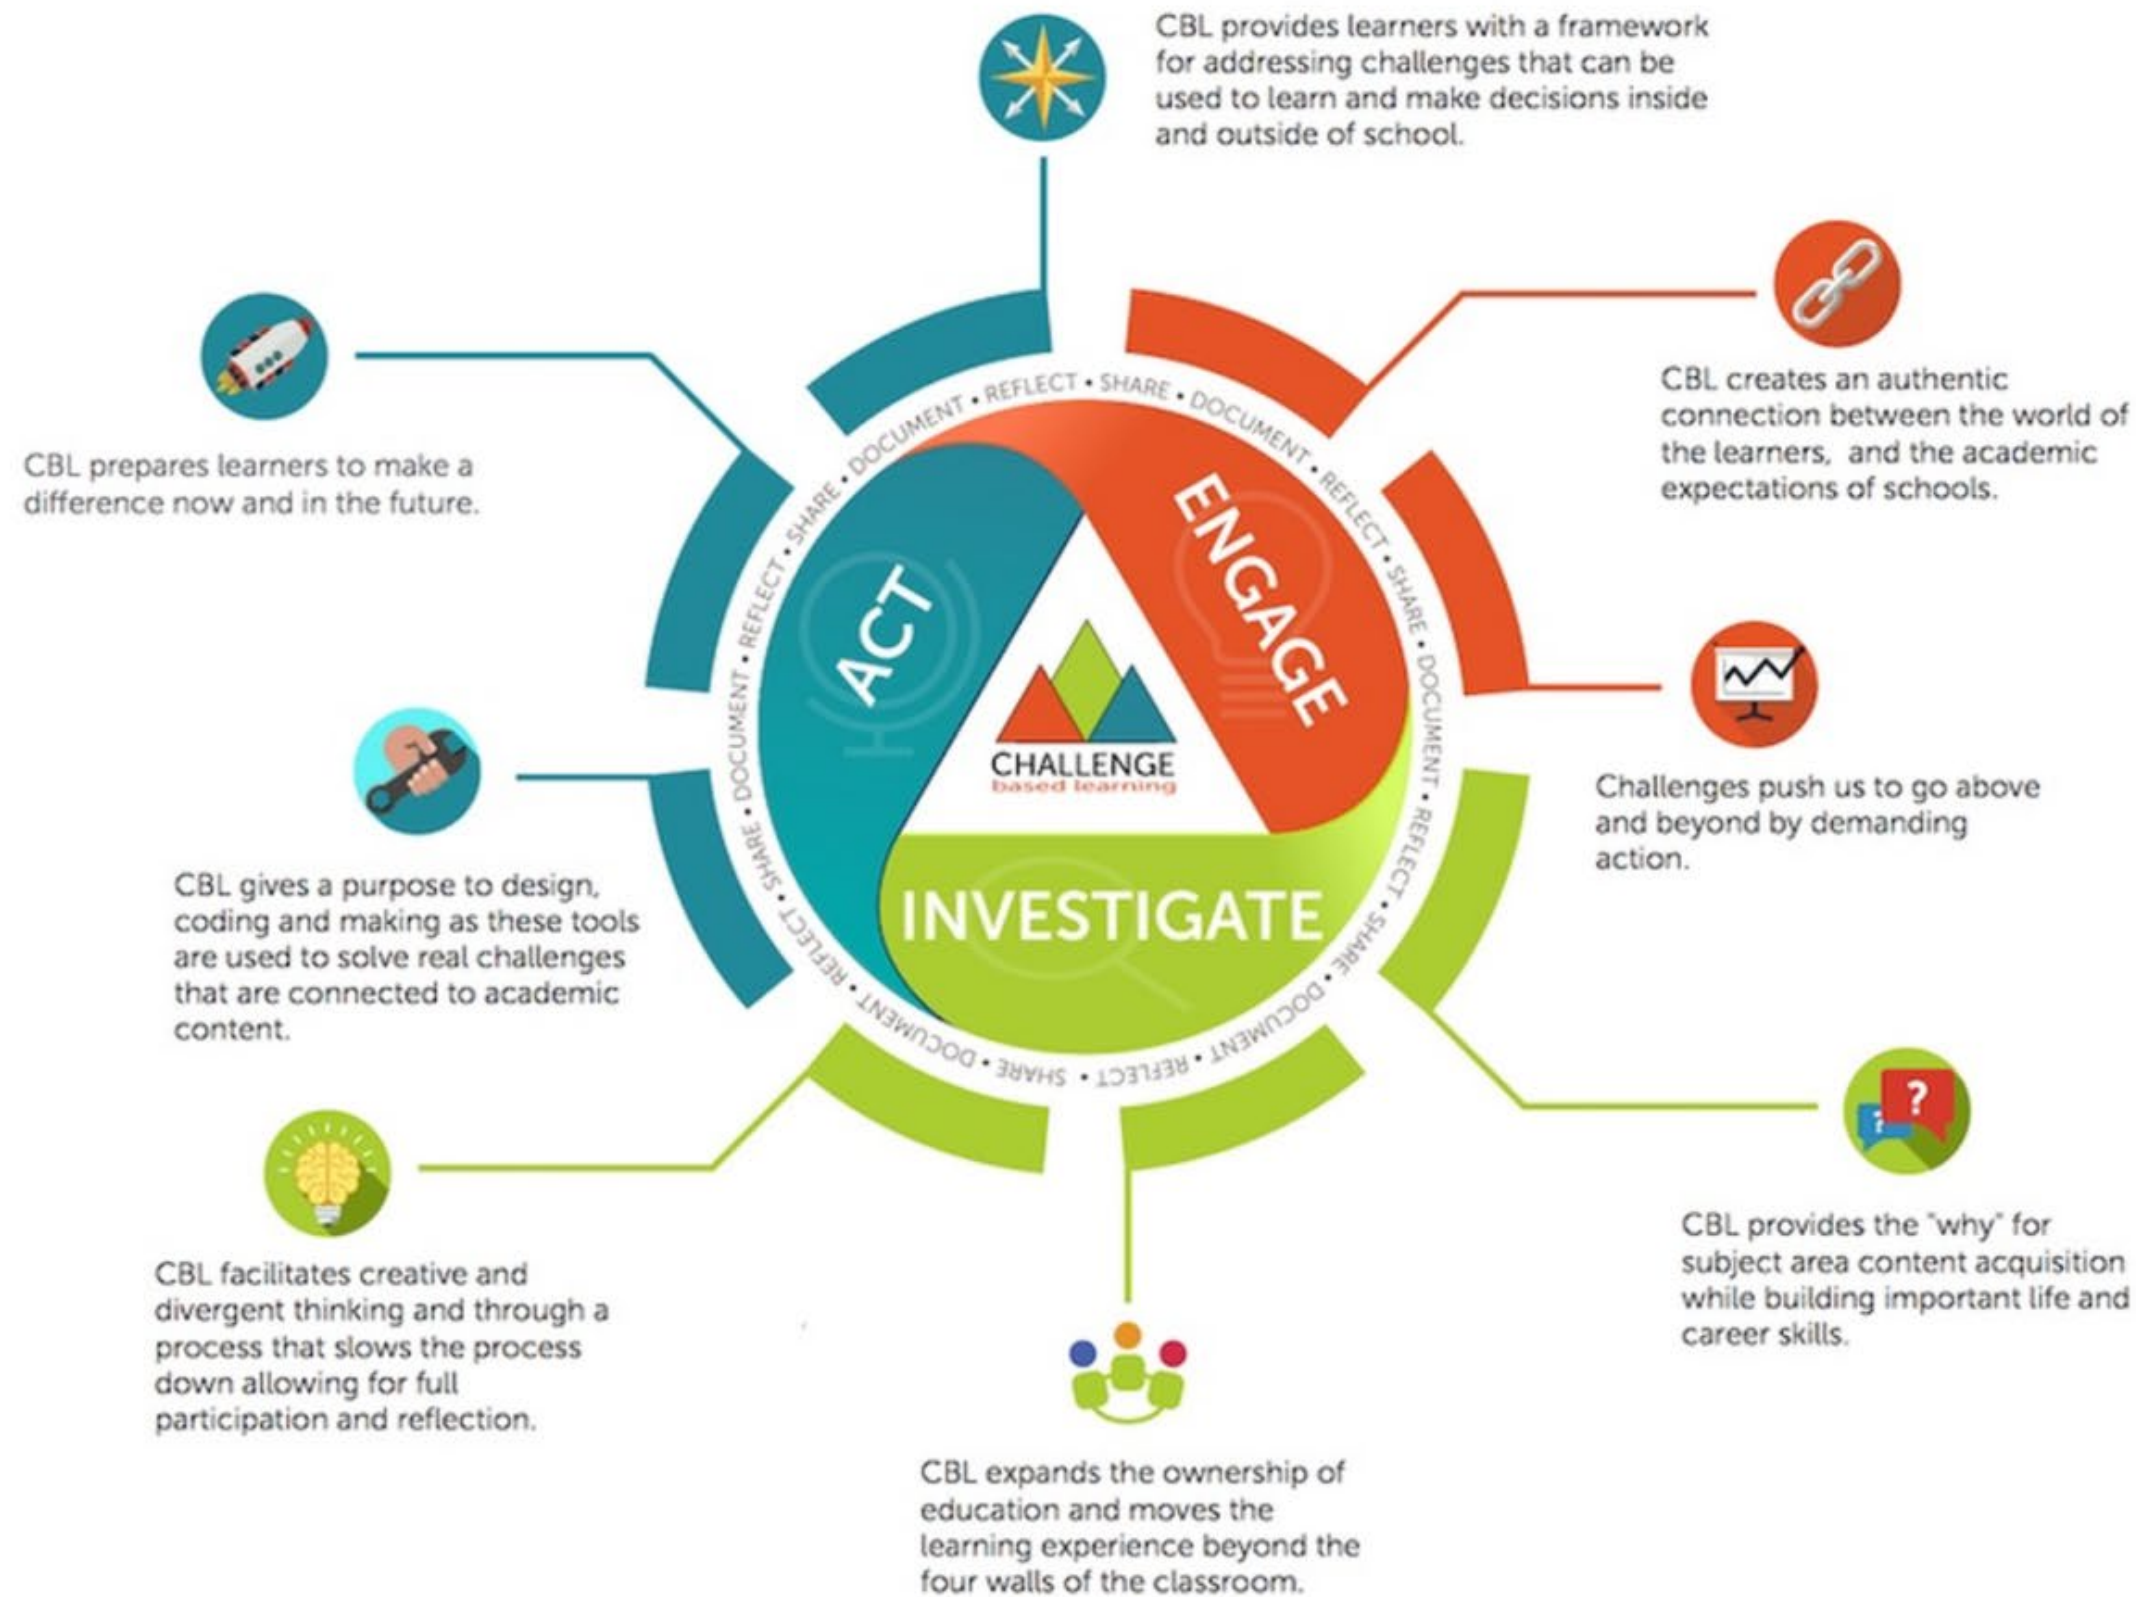 CBL provides learners with a framework
for addressing challenges that can be
used to learn and make decisions inside
and outside of school.
CBL creates an authentic
connection between the world of
the learners, and the academic
expectations of schools.
Challenges push us to go above
and beyond by demanding
action.
CBL provides the "why" for
subject area content acquisition
while building important life and
career skills.
CBL expands the ownership of
education and moves the
learning experience beyond the
four walls of the classroom.
CBL facilitates creative and
divergent thinking and through a
process that slows the process
down allowing for full
participation and reflection.
CBL gives a purpose to design,
coding and making as these tools
are used to solve real challenges
that are connected to academic
content.
CBL prepares learners to make a
difference now and in the future.
SHARE • DOCUMENT • REFLECT • SHARE • DOCUMENT • REFLECT • SHARE • DOCUMENT • REFLECT • SHARE • DOCUMENT • REFLECT • SHARE • DOCUMENT • REFLECT • SHARE • DOCUMENT • REFLECT •
ENGAGE
INVESTIGATE
ACT
CHALLENGE
based learning
?
?